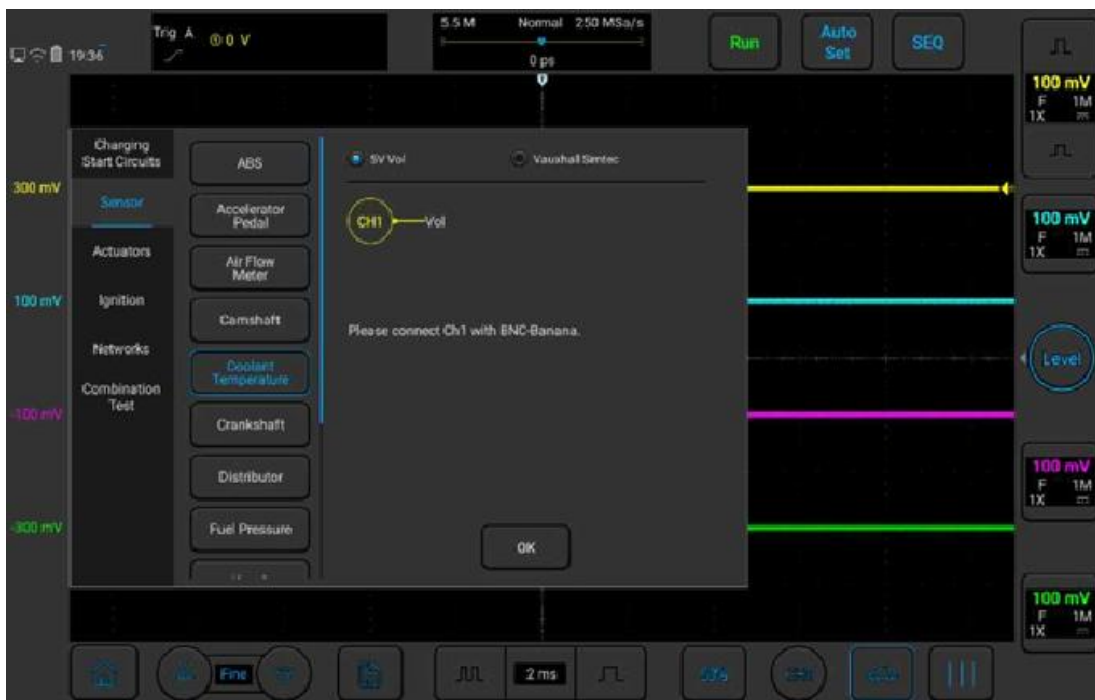 Trig A ① 0 V
5.5 M Normal 250 MSa/s
0 ps
Run
Auto
Set
SEQ
19:36
100 mV
F 1M
1X
300 mV
100 mV
-100 mV
-300 mV
Charging
Start Circuits
Sensor
Actuators
Ignition
Networks
Combination
Test
ABS
Accelerator
Pedal
Air Flow
Meter
Camshaft
Coolant
Temperature
Crankshaft
Distributor
Fuel Pressure
5V Vol Vauxhall Simtec
CH1 Vol
Please connect Ch1 with BNC-Banana.
OK
100 mV
F 1M
1X
Level
100 mV
F 1M
1X
100 mV
F 1M
1X
Fine
2 ms